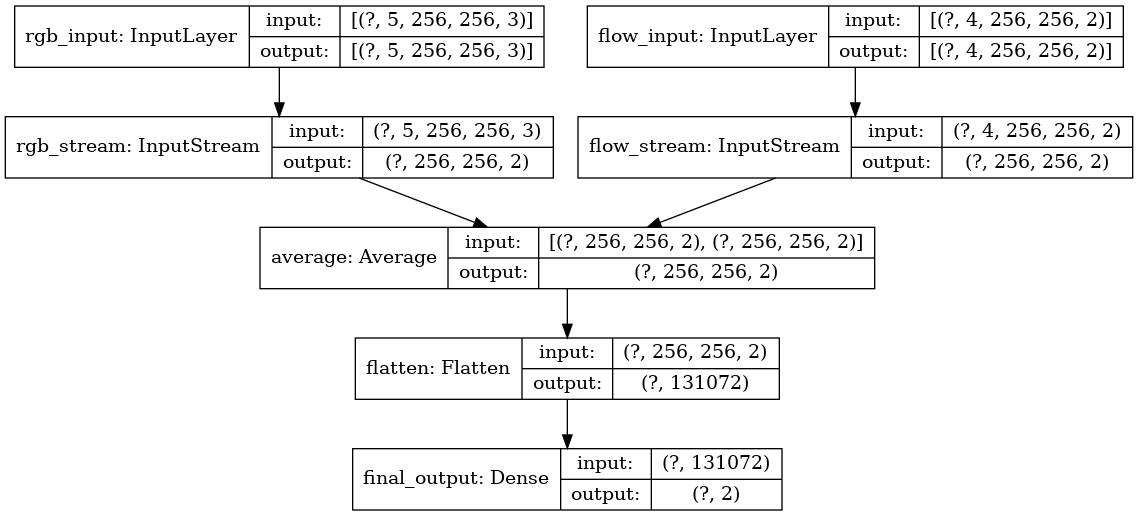 rgb_input: InputLayer
input:
[(?, 5, 256, 256, 3)]
output:
[(?, 5, 256, 256, 3)]
flow_input: InputLayer
input:
[(?, 4, 256, 256, 2)]
output:
[(?, 4, 256, 256, 2)]
rgb_stream: InputStream
input:
(?, 5, 256, 256, 3)
output:
(?, 256, 256, 2)
flow_stream: InputStream
input:
(?, 4, 256, 256, 2)
output:
(?, 256, 256, 2)
average: Average
input:
[(?, 256, 256, 2), (?, 256, 256, 2)]
output:
(?, 256, 256, 2)
flatten: Flatten
input:
(?, 256, 256, 2)
output:
(?, 131072)
final_output: Dense
input:
(?, 131072)
output:
(?, 2)